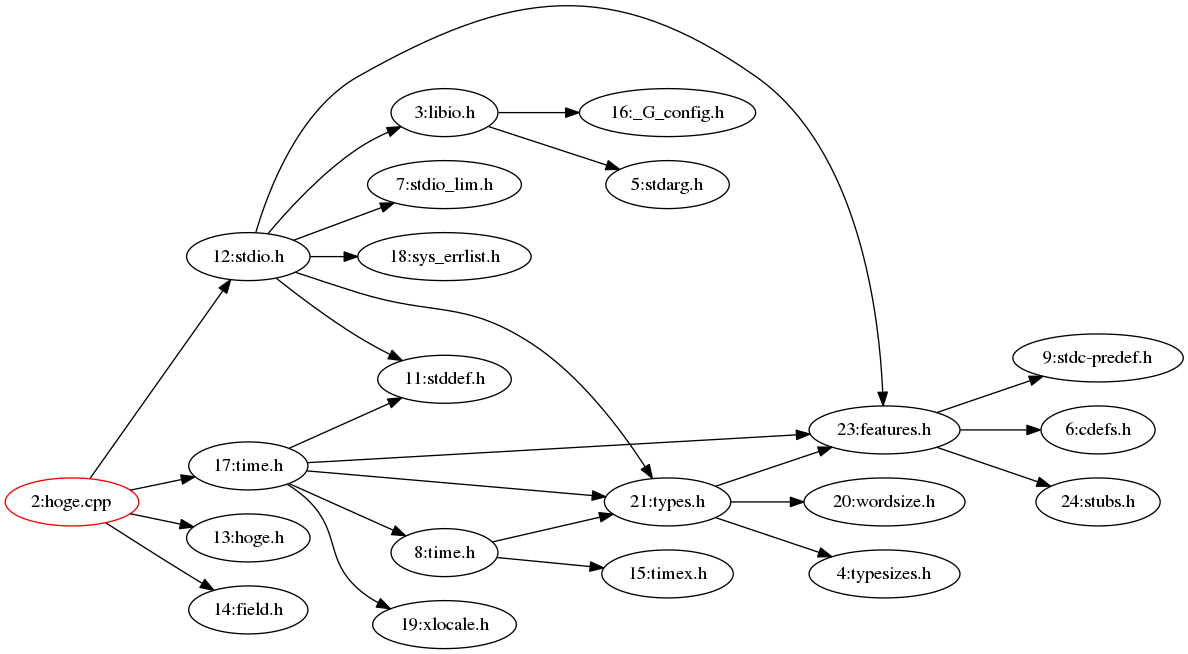 3:libio.h
16:_G_config.h
7:stdio_lim.h
5:stdarg.h
12:stdio.h
18:sys_errlist.h
11:stddef.h
9:stdc-predef.h
23:features.h
6:cdefs.h
17:time.h
2:hoge.cpp
21:types.h
20:wordsize.h
24:stubs.h
13:hoge.h
8:time.h
15:timex.h
4:typesizes.h
14:field.h
19:xlocale.h